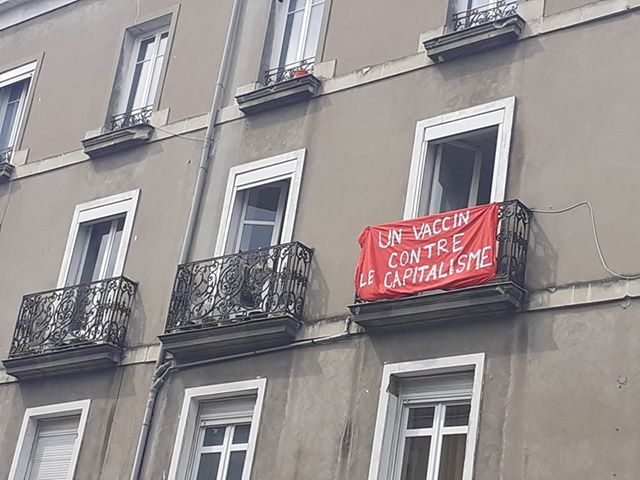 UN VACCIN
CONTRE
LE CAPITALISME